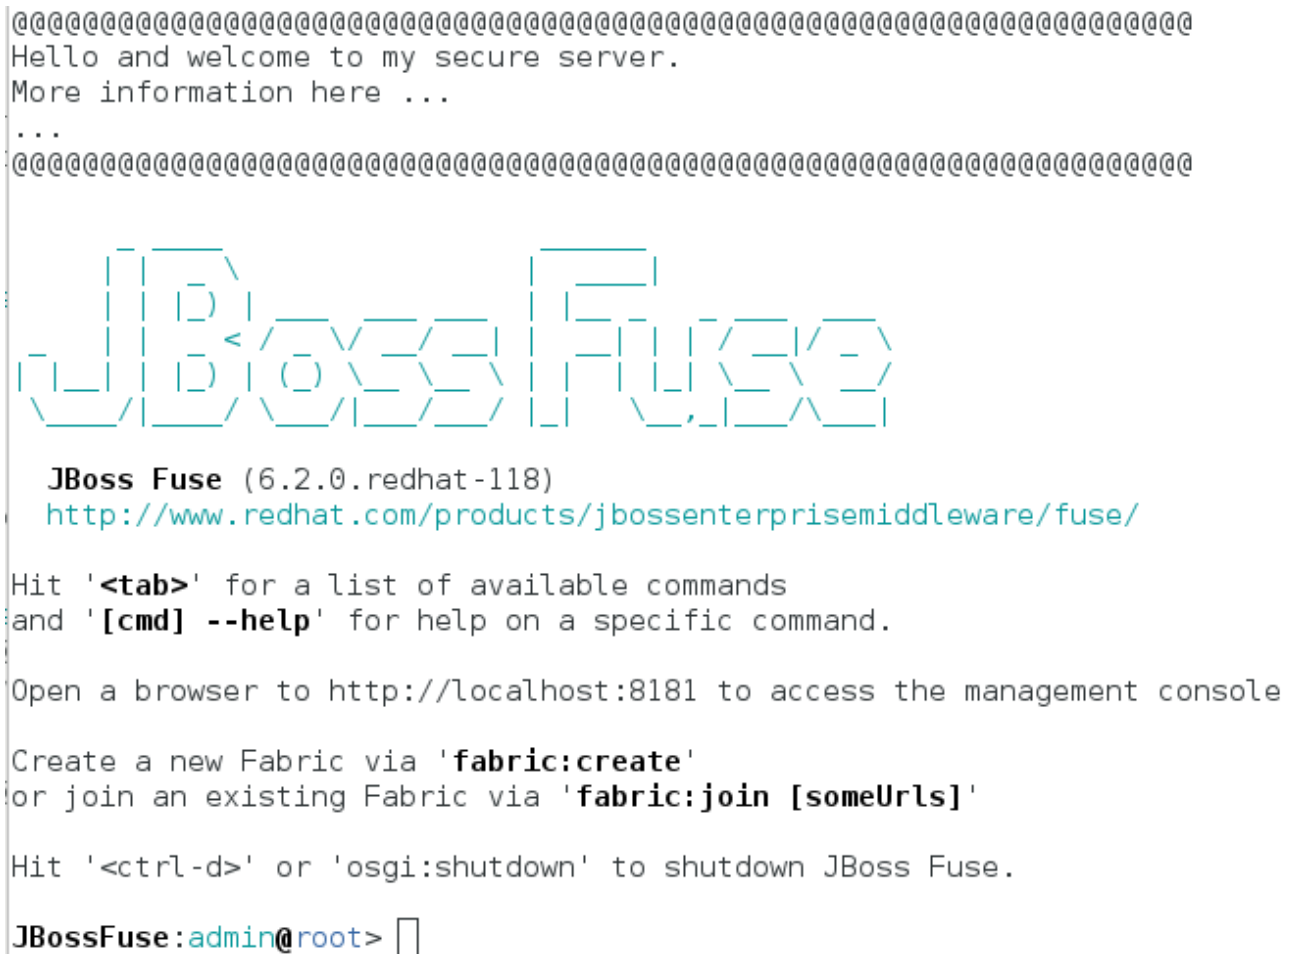 @@@@@@@@@@@@@@@@@@@@@@@@@@@@@@@@@@@@@@@@@@@@@@@@@@@@@@@@@@@@@@@@@@@
Hello and welcome to my secure server.
More information here ...
...
@@@@@@@@@@@@@@@@@@@@@@@@@@@@@@@@@@@@@@@@@@@@@@@@@@@@@@@@@@@@@@@@@@@
JBoss Fuse
JBoss Fuse (6.2.0.redhat-118)
http://www.redhat.com/products/jbossenterprisemiddleware/fuse/
Hit '<tab>' for a list of available commands
and '[cmd] --help' for help on a specific command.
Open a browser to http://localhost:8181 to access the management console
Create a new Fabric via 'fabric:create'
or join an existing Fabric via 'fabric:join [someUrls]'
Hit '<ctrl-d>' or 'osgi:shutdown' to shutdown JBoss Fuse.
JBossFuse:admin@root>